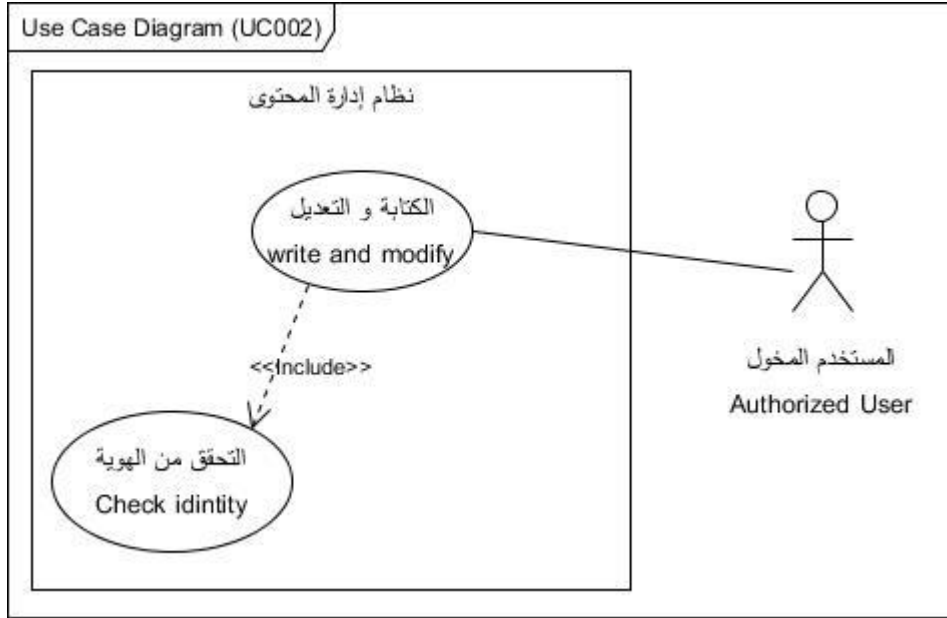 Use Case Diagram (UC002)
نظام إدارة المحتوى
الكتابة و التعديل
write and modify
<<Include>>
المستخدم المخول
Authorized User
التحقق من الهوية
Check idintity